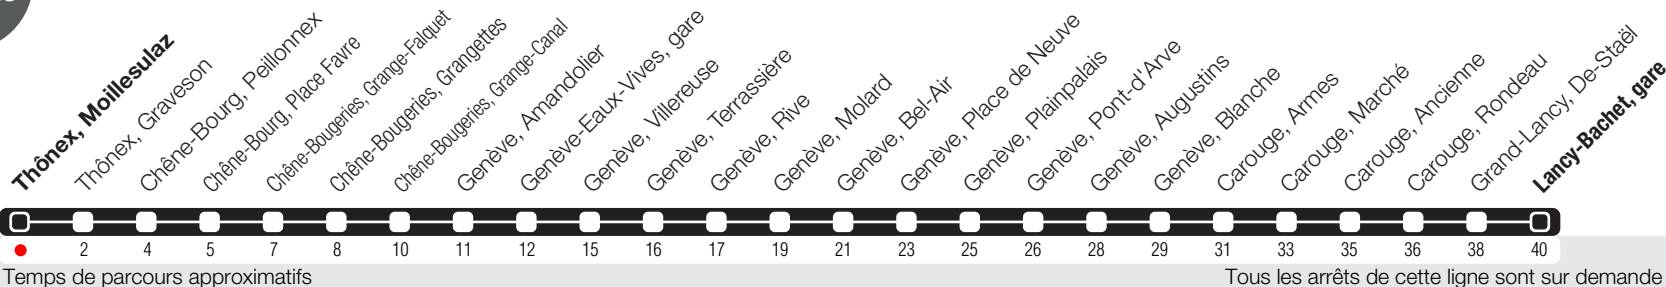 Thônex, Moillesulaz
Thônex, Graveson
Chêne-Bourg, Peillonnex
Chêne-Bourg, Place Favre
Chêne-Bougeries, Grange-Falquet
Chêne-Bougeries, Grangettes
Chêne-Bougeries, Grange-Canal
Genève, Amandolier
Genève-Eaux-Vives, gare
Genève, Villereuse
Genève, Terrassière
Genève, Rive
Genève, Molard
Genève, Bel-Air
Genève, Place de Neuve
Genève, Plainpalais
Genève, Pont-d'Arve
Genève, Augustins
Genève, Blanche
Carouge, Armes
Carouge, Marché
Carouge, Ancienne
Carouge, Rondeau
Grand-Lancy, De-Staël
Lancy-Bachet, gare
2 4 5 7 8 10 11 12 15 16 17 19 21 23 25 26 28 29 31 33 35 36 38 40
Temps de parcours approximatifs
Tous les arrêts de cette ligne sont sur demande